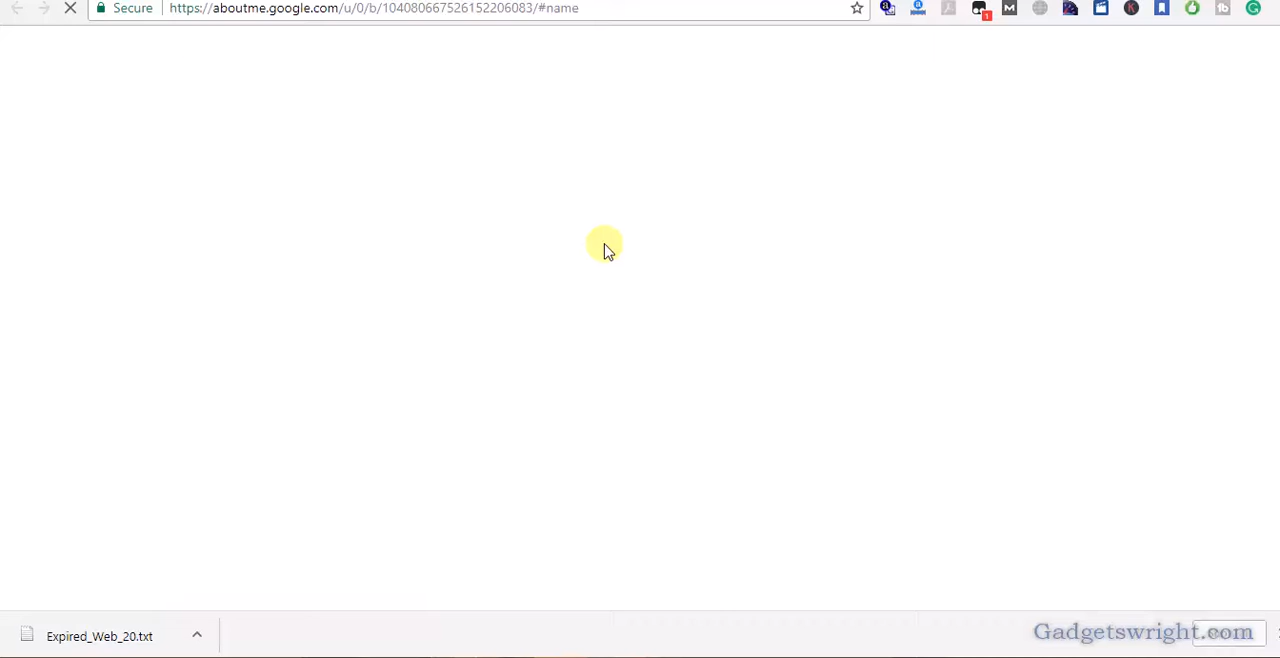 Secure https://aboutme.google.com/u/0/b/104080667526152206083/#name
Expired_Web_20.txt
Gadgetswright.com